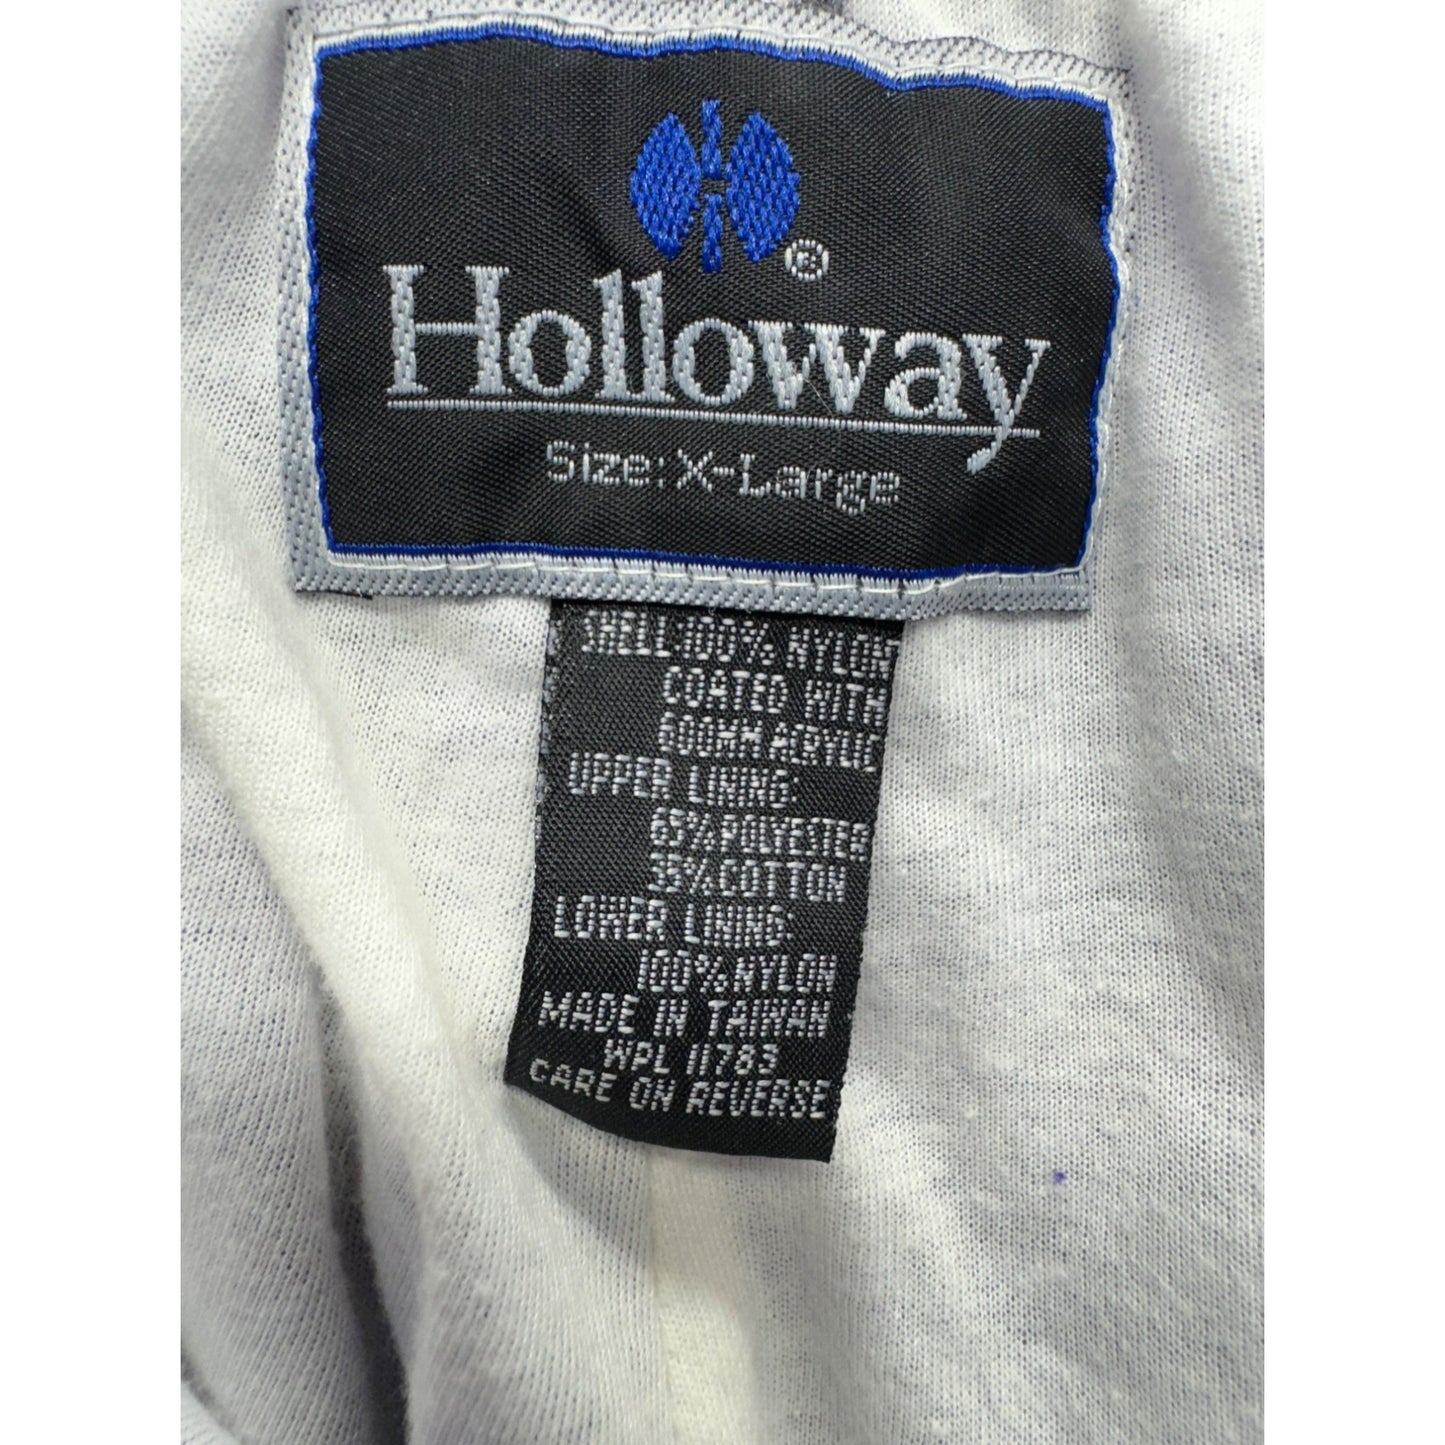 ®
Holloway
Size: X-Large
SHELL: 100% NYLON
COATED WITH
600MM ACRYLIC
UPPER LINING:
65% POLYESTER
35% COTTON
LOWER LINING:
100% NYLON
MADE IN TAIWAN
WPL 11783
CARE ON REVERSE